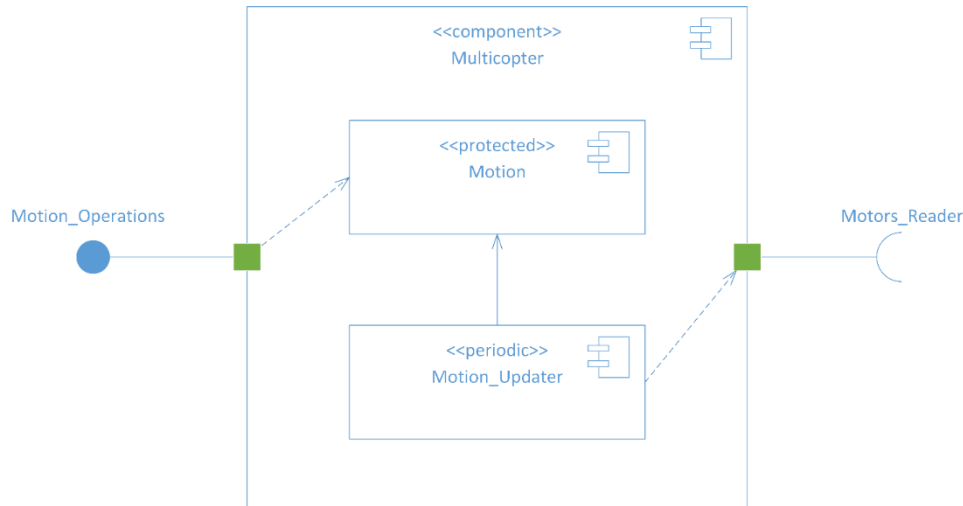 <<component>>
Multicopter
<<protected>>
Motion
Motion_Operations
Motors_Reader
<<periodic>>
Motion_Updater